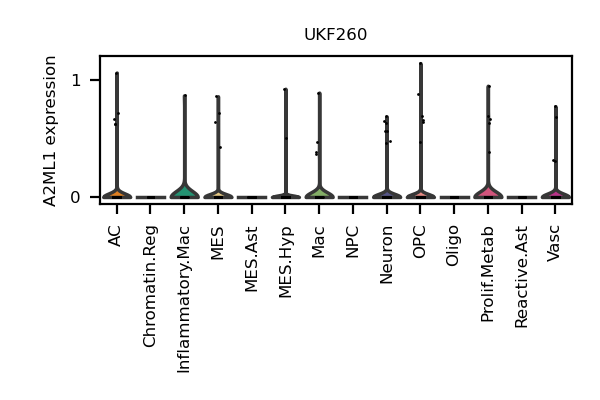 UKF260
A2ML1 expression
1
0
AC
Chromatin.Reg
Inflammatory.Mac
MES
MES.Ast
MES.Hyp
Mac
NPC
Neuron
OPC
Oligo
Prolif.Metab
Reactive.Ast
Vasc